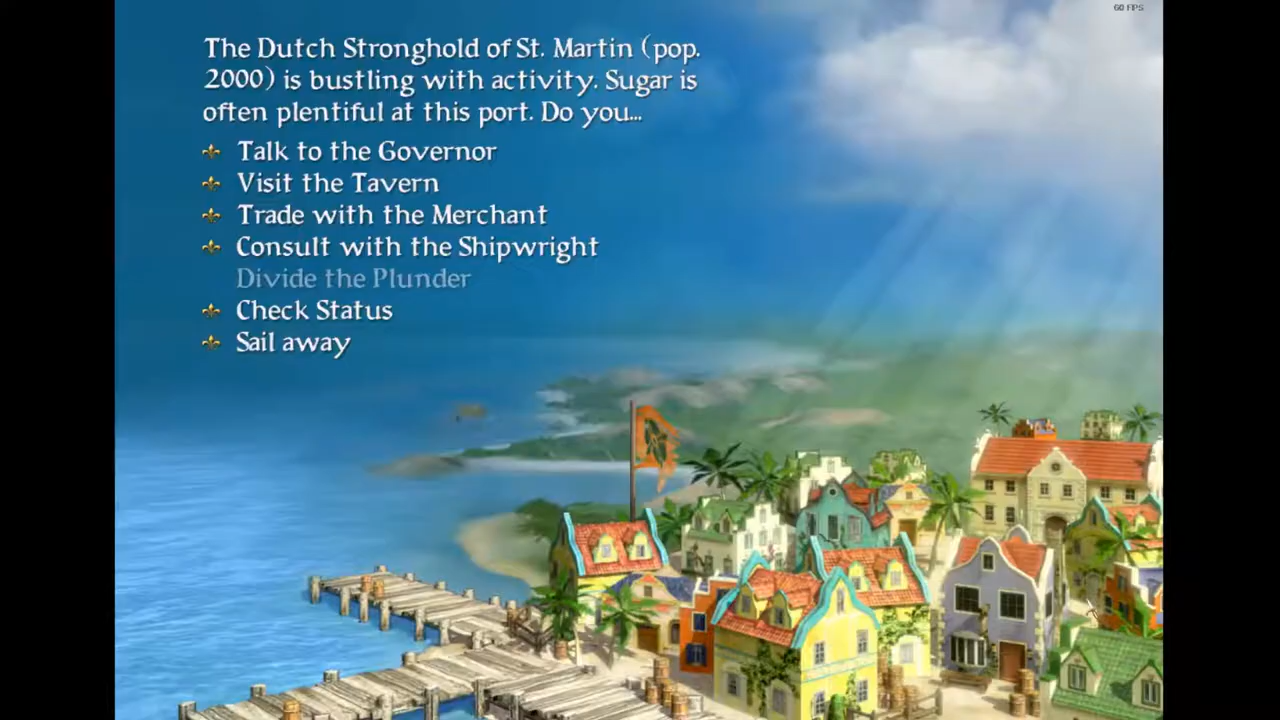 60 FPS
The Dutch Stronghold of St. Martin (pop.
2000) is bustling with activity. Sugar is
often plentiful at this port. Do you...
Talk to the Governor
Visit the Tavern
Trade with the Merchant
Consult with the Shipwright
Divide the Plunder
Check Status
Sail away